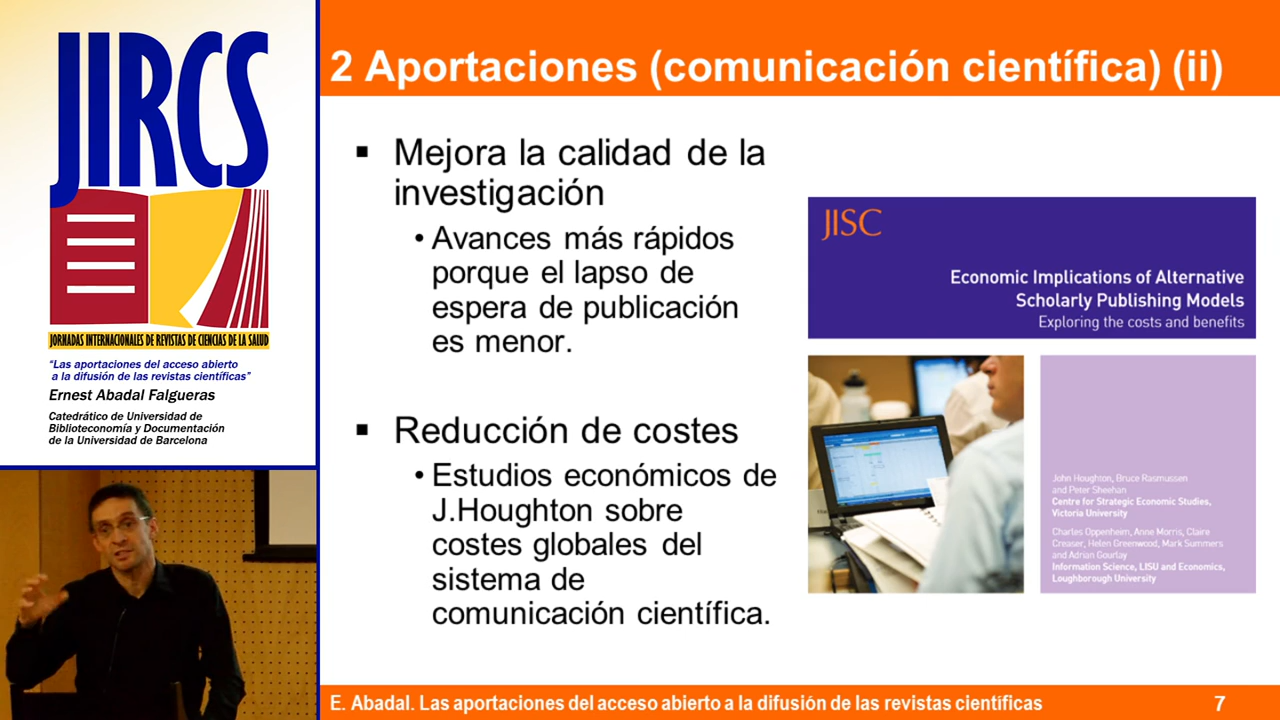 JIRCS
JORNADAS INTERNACIONALES DE REVISTAS DE CIENCIAS DE LA SALUD
“Las aportaciones del acceso abierto
a la difusión de las revistas científicas”
Ernest Abadal Falgueras
Catedrático de Universidad de
Biblioteconomía y Documentación
de la Universidad de Barcelona
2 Aportaciones (comunicación científica) (ii)
▪ Mejora la calidad de la
investigación
• Avances más rápidos
porque el lapso de
espera de publicación
es menor.
▪ Reducción de costes
• Estudios económicos de
J.Houghton sobre
costes globales del
sistema de
comunicación científica.
JISC
Economic Implications of Alternative
Scholarly Publishing Models
Exploring the costs and benefits
John Houghton, Bruce Rasmussen
and Peter Sheehan
Centre for Strategic Economic Studies,
Victoria University
Charles Oppenheim, Anne Morris, Claire
Creaser, Helen Greenwood, Mark Summers
and Adrian Gourlay
Information Science, LISU and Economics,
Loughborough University
E. Abadal. Las aportaciones del acceso abierto a la difusión de las revistas científicas
7